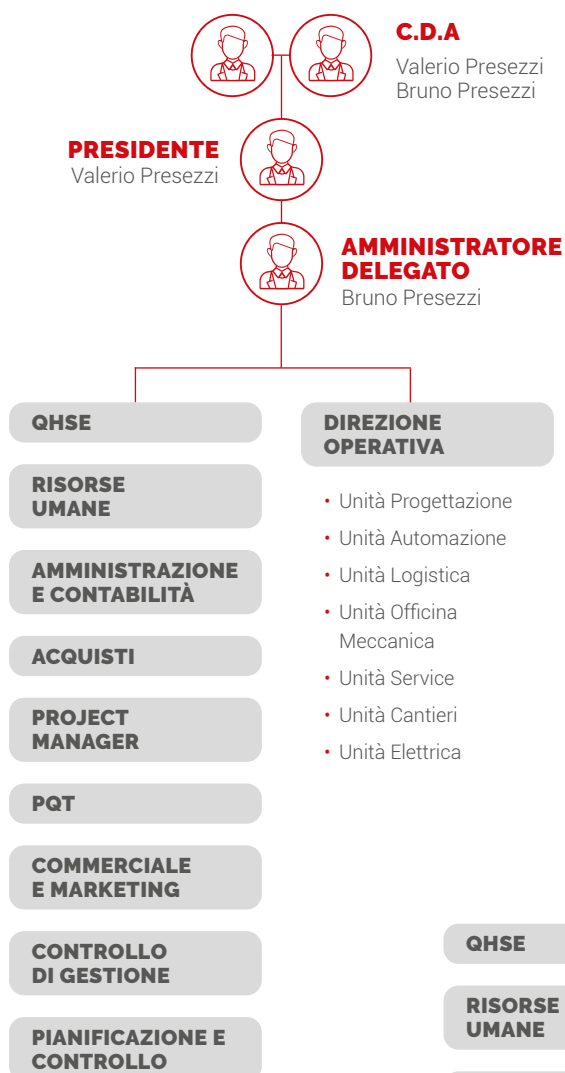 C.D.A
Valerio Presezzi
Bruno Presezzi
PRESIDENTE
Valerio Presezzi
AMMINISTRATORE
DELEGATO
Bruno Presezzi
QHSE
RISORSE
UMANE
AMMINISTRAZIONE
E CONTABILITÀ
ACQUISTI
PROJECT
MANAGER
PQT
COMMERCIALE
E MARKETING
CONTROLLO
DI GESTIONE
PIANIFICAZIONE E
CONTROLLO
DIREZIONE
OPERATIVA
• Unità Progettazione
• Unità Automazione
• Unità Logistica
• Unità Officina
Meccanica
• Unità Service
• Unità Cantieri
• Unità Elettrica
QHSE
RISORSE
UMANE